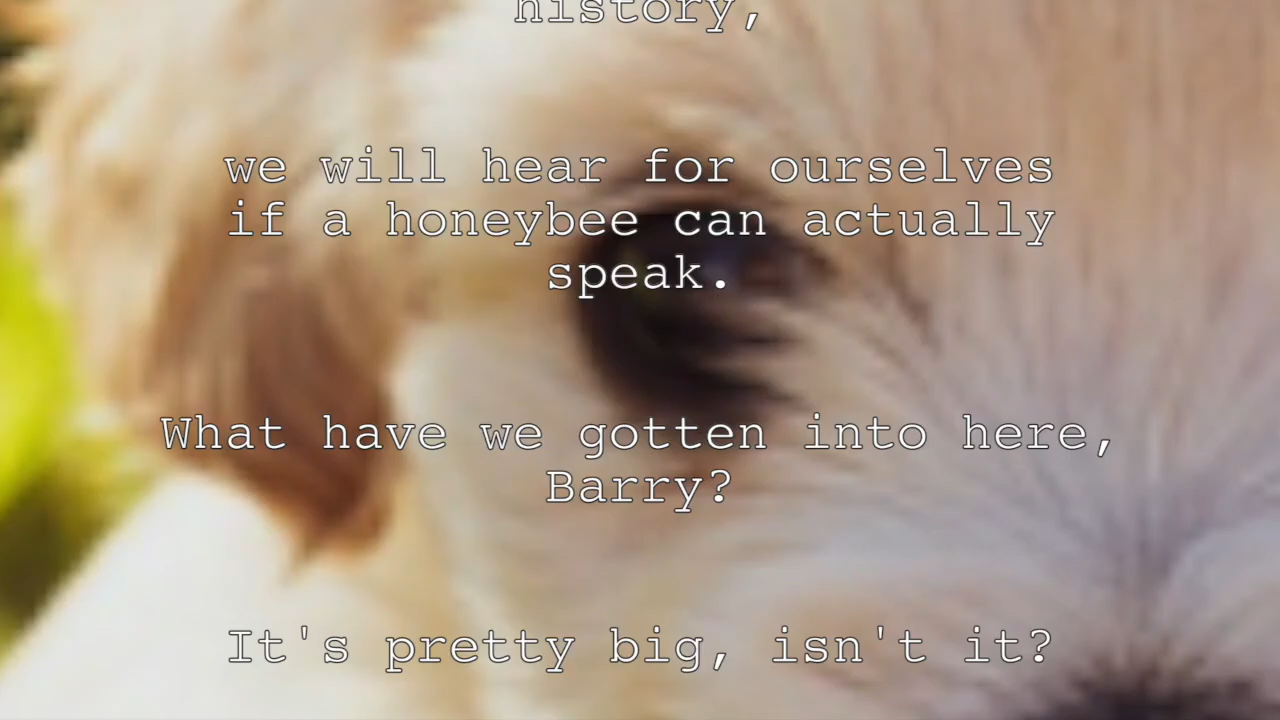 history,
we will hear for ourselves
if a honeybee can actually
speak.
What have we gotten into here,
Barry?
It's pretty big, isn't it?